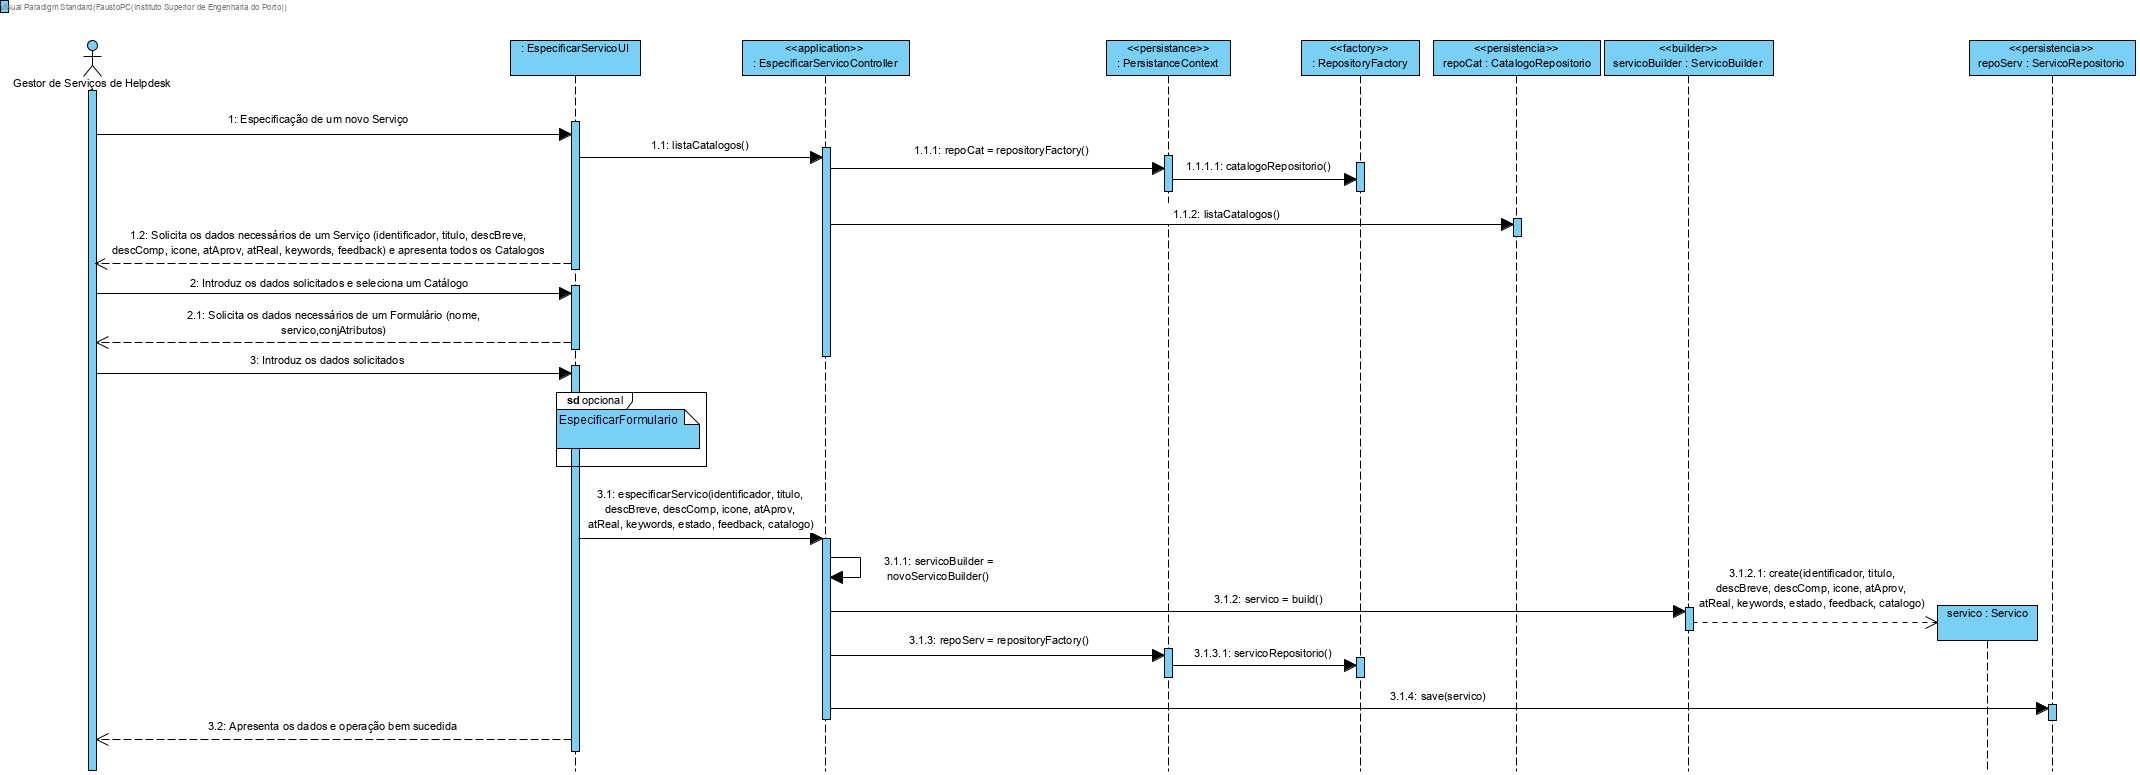 Visual Paradigm Standard(FaustoPC(Instituto Superior de Engenharia do Porto))
Gestor de Serviços de Helpdesk
: EspecificarServicoUI
<<application>>
: EspecificarServicoController
<<persistance>>
: PersistanceContext
<<factory>>
: RepositoryFactory
<<persistencia>>
repoCat : CatalogoRepositorio
<<builder>>
servicoBuilder : ServicoBuilder
<<persistencia>>
repoServ : ServicoRepositorio
1: Especificação de um novo Serviço
1.1: listaCatalogos()
1.1.1: repoCat = repositoryFactory()
1.1.1.1: catalogoRepositorio()
1.1.2: listaCatalogos()
1.2: Solicita os dados necessários de um Serviço (identificador, titulo, descBreve,
descComp, icone, atAprov, atReal, keywords, feedback) e apresenta todos os Catalogos
2: Introduz os dados solicitados e seleciona um Catálogo
2.1: Solicita os dados necessários de um Formulário (nome,
servico,conjAtributos)
3: Introduz os dados solicitados
sd opcional
EspecificarFormulario
3.1: especificarServico(identificador, titulo,
descBreve, descComp, icone, atAprov,
atReal, keywords, estado, feedback, catalogo)
3.1.1: servicoBuilder =
novoServicoBuilder()
3.1.2: servico = build()
3.1.2.1: create(identificador, titulo,
descBreve, descComp, icone, atAprov,
atReal, keywords, estado, feedback, catalogo)
servico : Servico
3.1.3: repoServ = repositoryFactory()
3.1.3.1: servicoRepositorio()
3.1.4: save(servico)
3.2: Apresenta os dados e operação bem sucedida